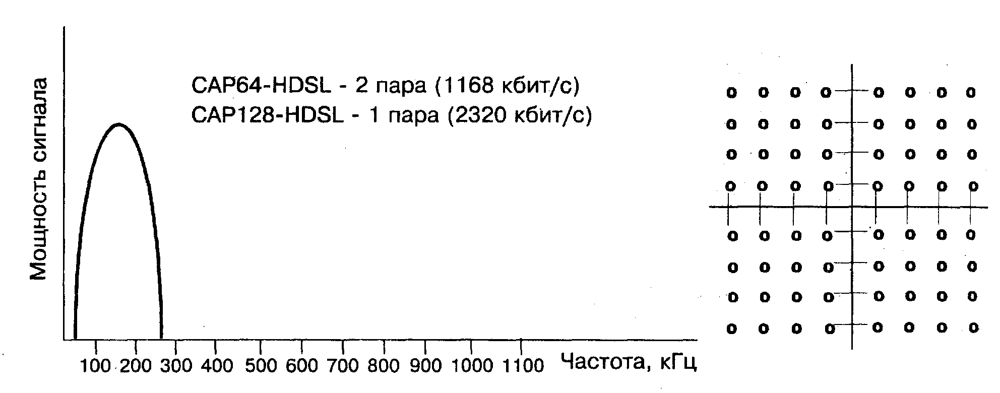 CAP64-HDSL - 2 пара (1168 кбит/с)
CAP128-HDSL - 1 пара (2320 кбит/с)
Мощность сигнала
100 200 300 400 500 600 700 800 900 1000 1100 Частота, кГц